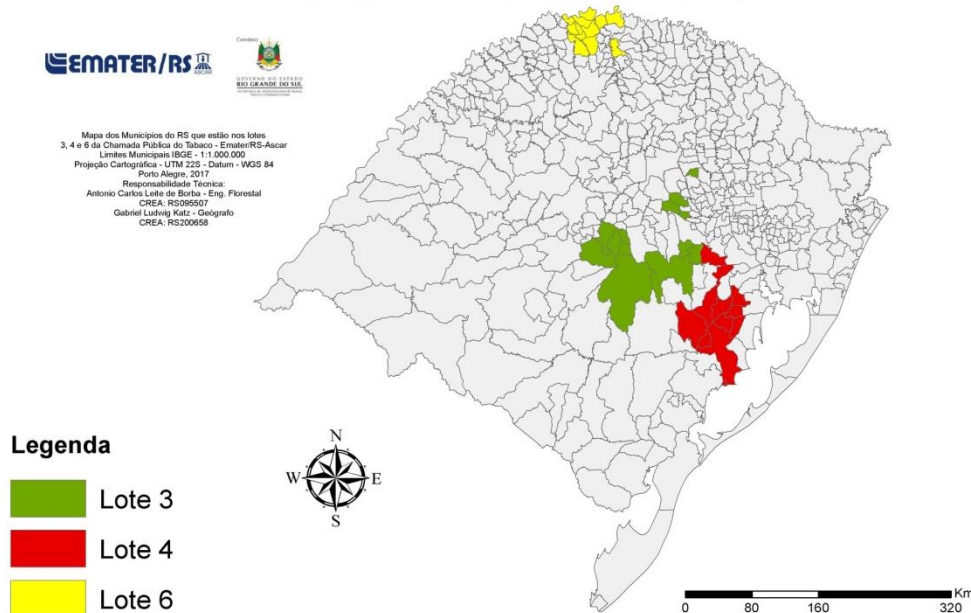 EMATER/RS
ASCAR
Convênio
GOVERNO DO ESTADO
RIO GRANDE DO SUL
Mapa dos Municípios do RS que estão nos lotes
3, 4 e 6 da Chamada Pública do Tabaco - Emater/RS-Ascar
Limites Municipais IBGE - 1:1.000.000
Projeção Cartográfica - UTM 22S - Datum - WGS 84
Porto Alegre, 2017
Responsabilidade Técnica:
Antonio Carlos Leite de Borba - Eng. Florestal
CREA: RS095507
Gabriel Ludwig Katz - Geógrafo
CREA: RS200658
Legenda
Lote 3
Lote 4
Lote 6
N
W E
S
Km
0 80 160 320